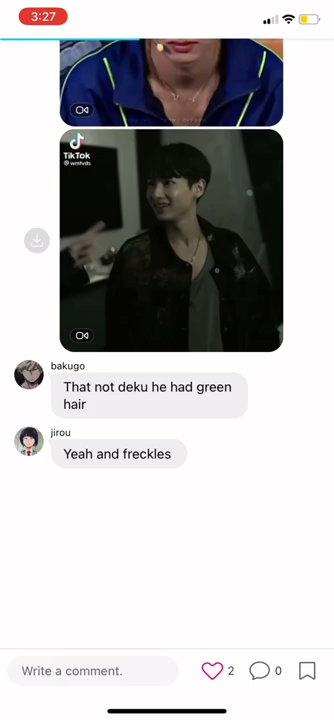 3:27
TikTok
bakugo
That not deku he had green
hair
jirou
Yeah and freckles
Write a comment.
2
0